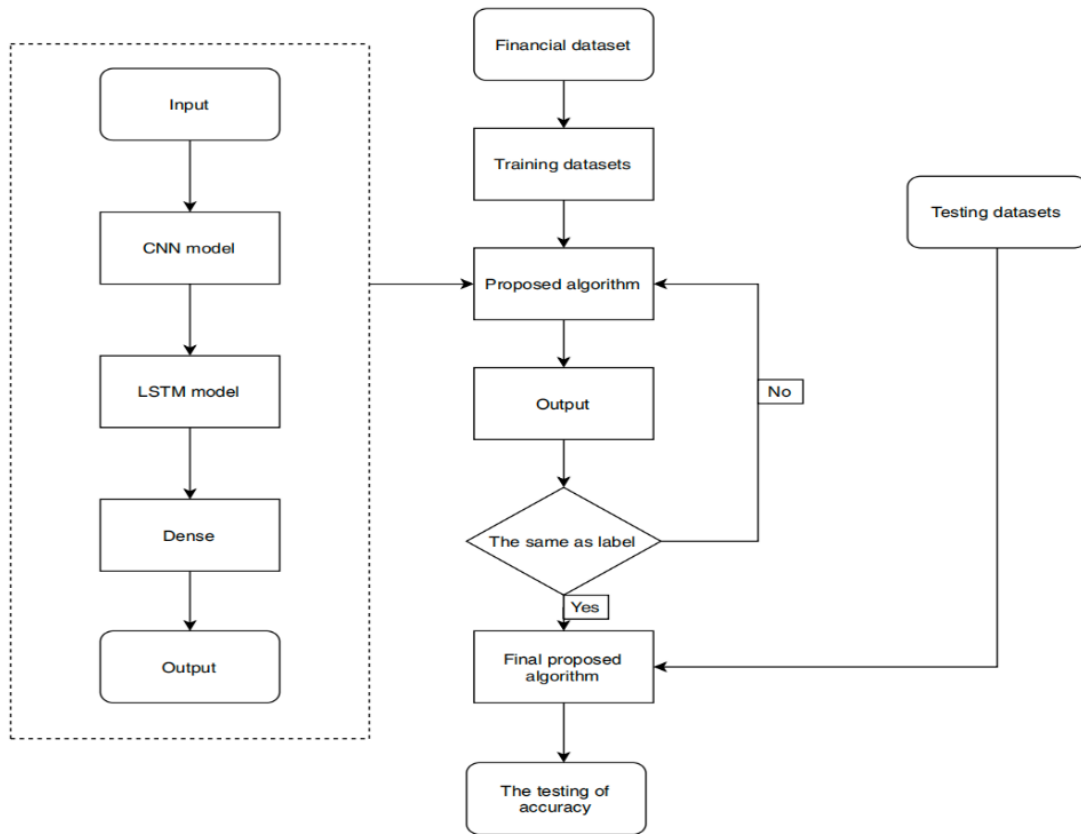 Input
CNN model
LSTM model
Dense
Output
Financial dataset
Training datasets
Proposed algorithm
Output
The same as label
No
Yes
Final proposed
algorithm
The testing of
accuracy
Testing datasets